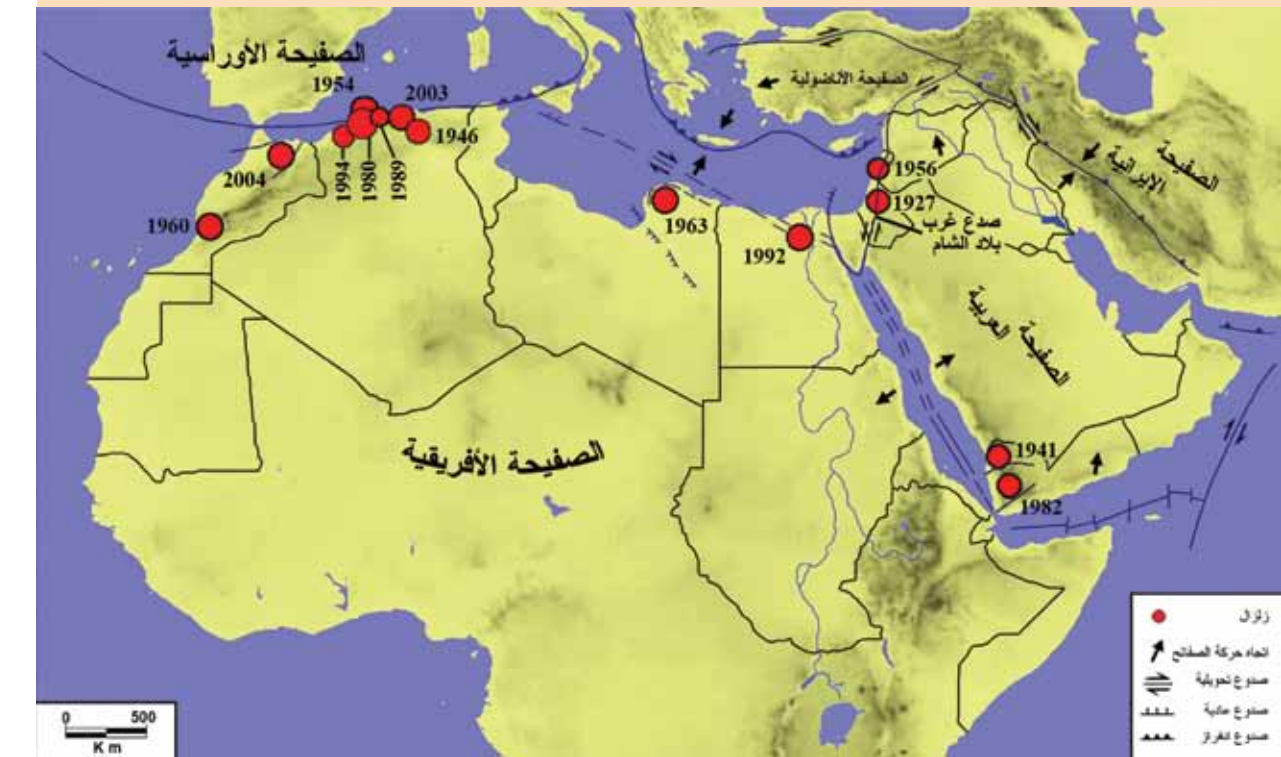 الصفيحة الأوراسية
1954
2003
1946
1994
1980
1989
2004
1960
الصفيحة الأناضولية
الصفيحة
الإيرانية
1956
1927
صدع غرب
بلاد الشام
1963
1992
الصفيحة
العربية
الصفيحة الأفريقية
1941
1982
زلزال
اتجاه حركة الصفائح
صدوع تحويلية
صدوع عادية
صدوع انغراز
0 500
K m